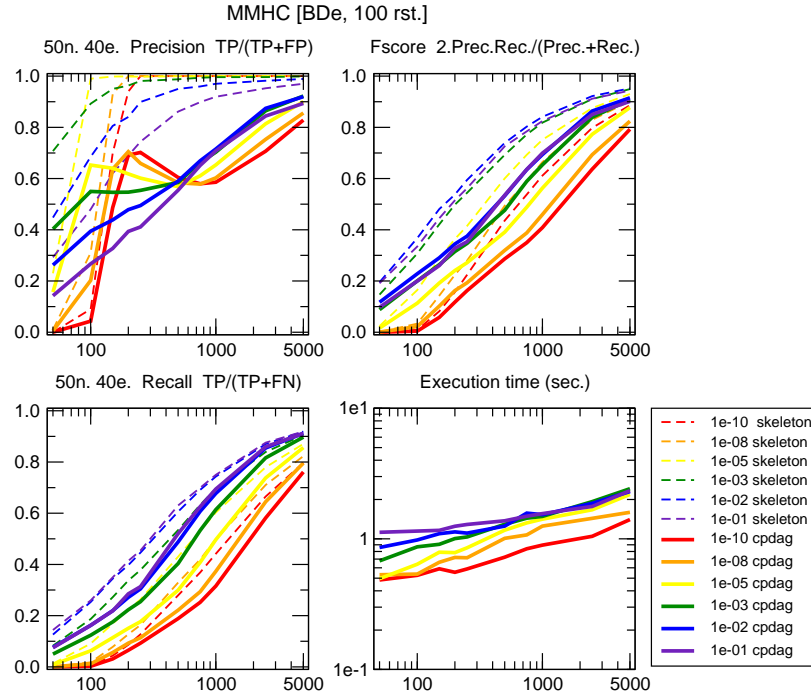 MMHC [BDe, 100 rst.]
50n. 40e.  Precision  TP/(TP+FP)
1.0
0.8
0.6
0.4
0.2
0.0
100
1000
5000
Fscore  2.Prec.Rec./(Prec.+Rec.)
1.0
0.8
0.6
0.4
0.2
0.0
100
1000
5000
50n. 40e.  Recall  TP/(TP+FN)
1.0
0.8
0.6
0.4
0.2
0.0
100
1000
5000
Execution time (sec.)
1e1
1
1e-1
100
1000
5000
1e-10  skeleton
1e-08 skeleton
1e-05 skeleton
1e-03 skeleton
1e-02 skeleton
1e-01 skeleton
1e-10 cpdag
1e-08 cpdag
1e-05 cpdag
1e-03 cpdag
1e-02 cpdag
1e-01 cpdag